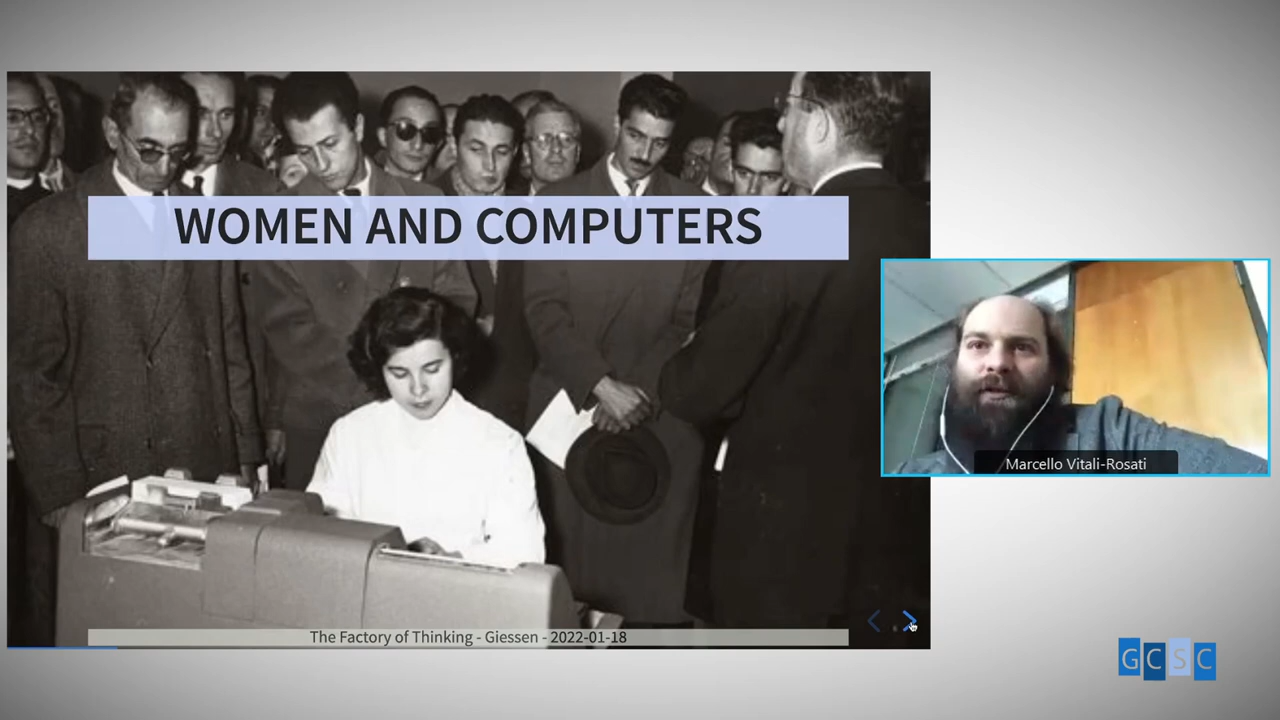 WOMEN AND COMPUTERS
Marcello Vitali-Rosati
The Factory of Thinking - Giessen - 2022-01-18
GCSC